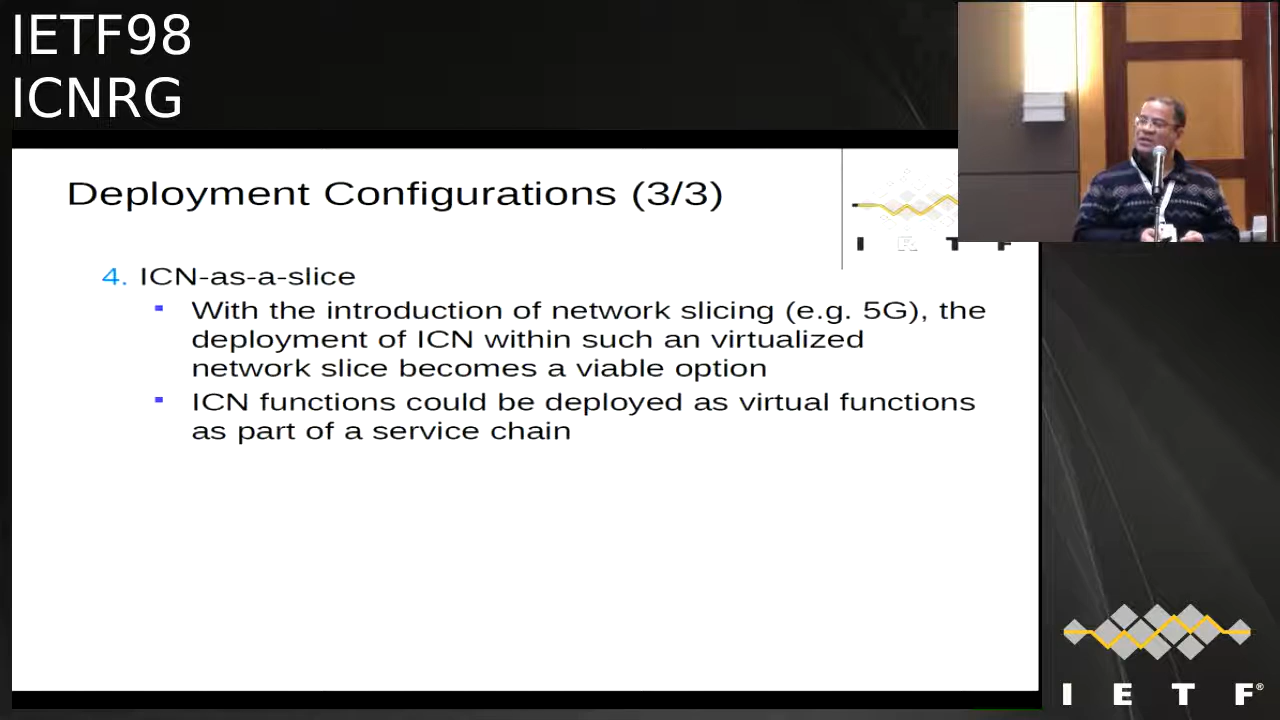 IETF98
ICNRG
Deployment Configurations (3/3)
I R T F
4. ICN-as-a-slice
▪ With the introduction of network slicing (e.g. 5G), the
deployment of ICN within such an virtualized
network slice becomes a viable option
▪ ICN functions could be deployed as virtual functions
as part of a service chain
I E T F®